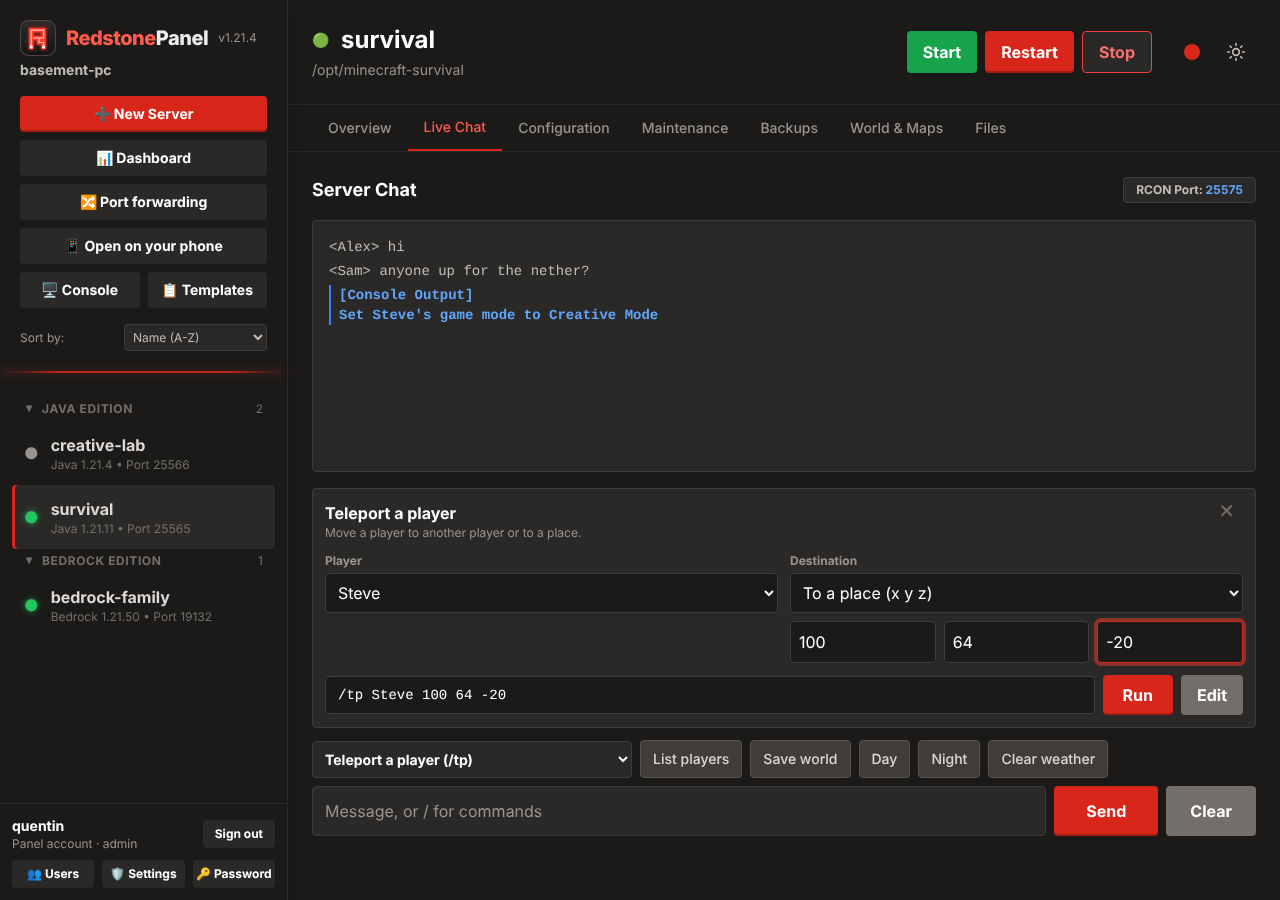 RedstonePanel v1.21.4
basement-pc
➕ New Server
📊 Dashboard
🔀 Port forwarding
📱 Open on your phone
🖥️ Console
📋 Templates
Sort by:
Name (A-Z)
▼ JAVA EDITION 2
creative-lab
Java 1.21.4 • Port 25566
survival
Java 1.21.11 • Port 25565
▼ BEDROCK EDITION 1
bedrock-family
Bedrock 1.21.50 • Port 19132
quentin
Panel account · admin
Sign out
👥 Users
🛡️ Settings
🔑 Password
survival
/opt/minecraft-survival
Start
Restart
Stop
Overview
Live Chat
Configuration
Maintenance
Backups
World & Maps
Files
Server Chat
RCON Port: 25575
<Alex> hi
<Sam> anyone up for the nether?
[Console Output]
Set Steve's game mode to Creative Mode
Teleport a player
Move a player to another player or to a place.
Player
Destination
Steve
To a place (x y z)
100
64
-20
/tp Steve 100 64 -20
Run
Edit
Teleport a player (/tp)
List players
Save world
Day
Night
Clear weather
Message, or / for commands
Send
Clear